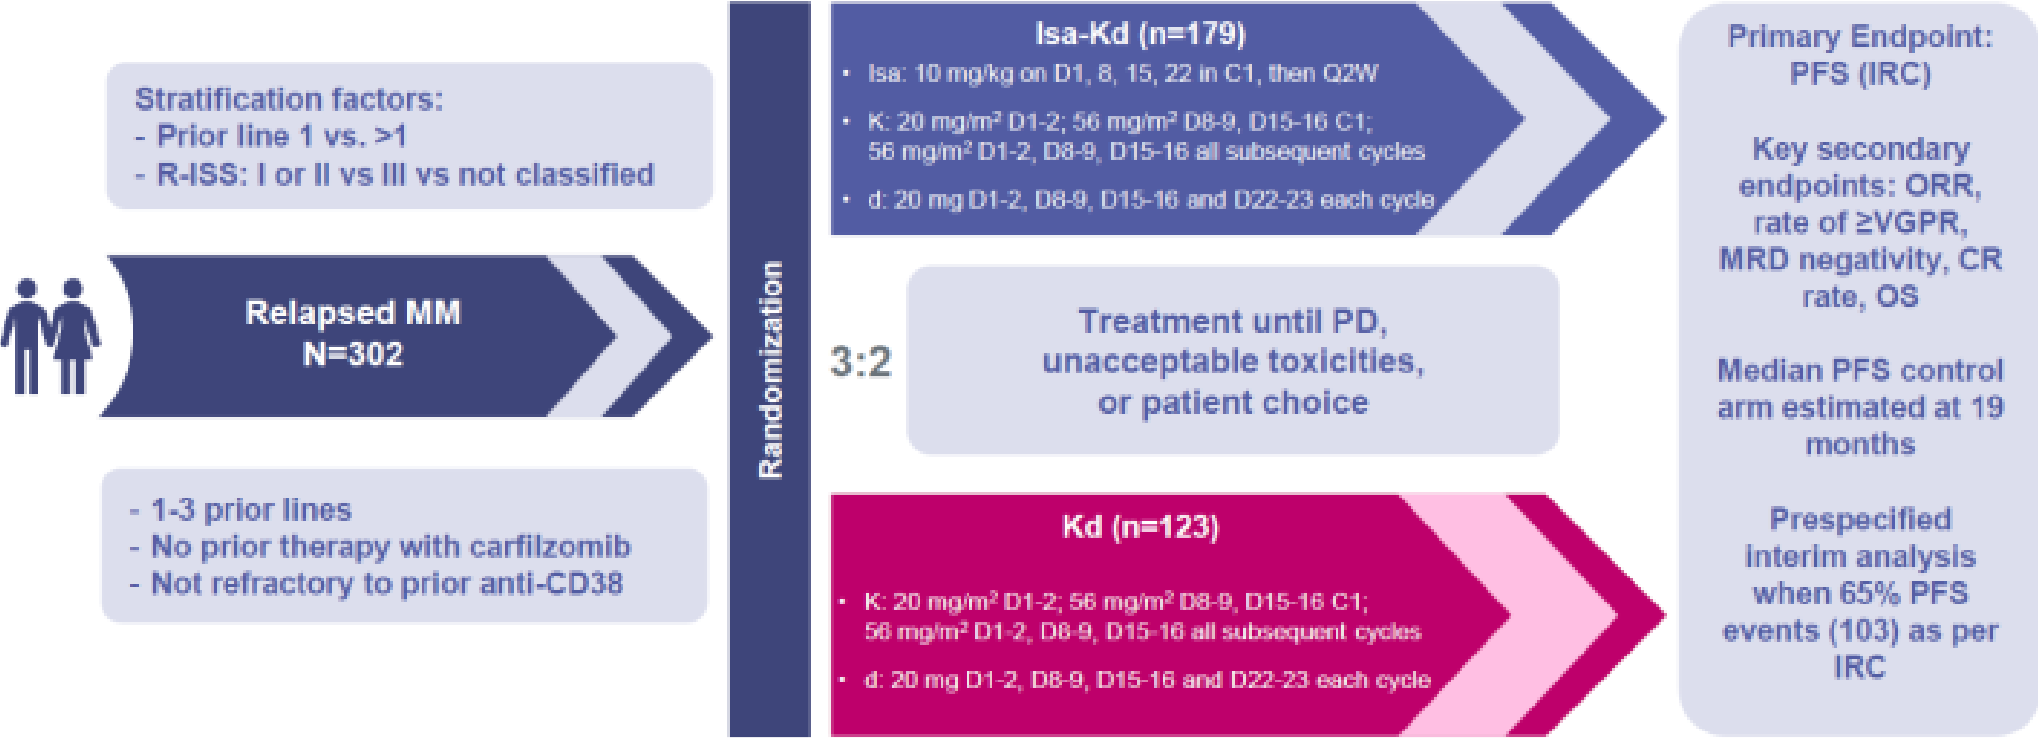 Stratification factors:
- Prior line 1 vs. >1
- R-ISS: I or II vs III vs not classified
Relapsed MM
N=302
- 1-3 prior lines
- No prior therapy with carfilzomib
- Not refractory to prior anti-CD38
Randomization
Isa-Kd (n=179)
• Isa: 10 mg/kg on D1, 8, 15, 22 in C1, then Q2W
• K: 20 mg/m² D1-2; 56 mg/m² D8-9, D15-16 C1;
56 mg/m² D1-2, D8-9, D15-16 all subsequent cycles
• d: 20 mg D1-2, D8-9, D15-16 and D22-23 each cycle
3:2
Treatment until PD,
unacceptable toxicities,
or patient choice
Kd (n=123)
• K: 20 mg/m² D1-2; 56 mg/m² D8-9, D15-16 C1;
56 mg/m² D1-2, D8-9, D15-16 all subsequent cycles
• d: 20 mg D1-2, D8-9, D15-16 and D22-23 each cycle
Primary Endpoint:
PFS (IRC)
Key secondary
endpoints: ORR,
rate of ≥VGPR,
MRD negativity, CR
rate, OS
Median PFS control
arm estimated at 19
months
Prespecified
interim analysis
when 65% PFS
events (103) as per
IRC